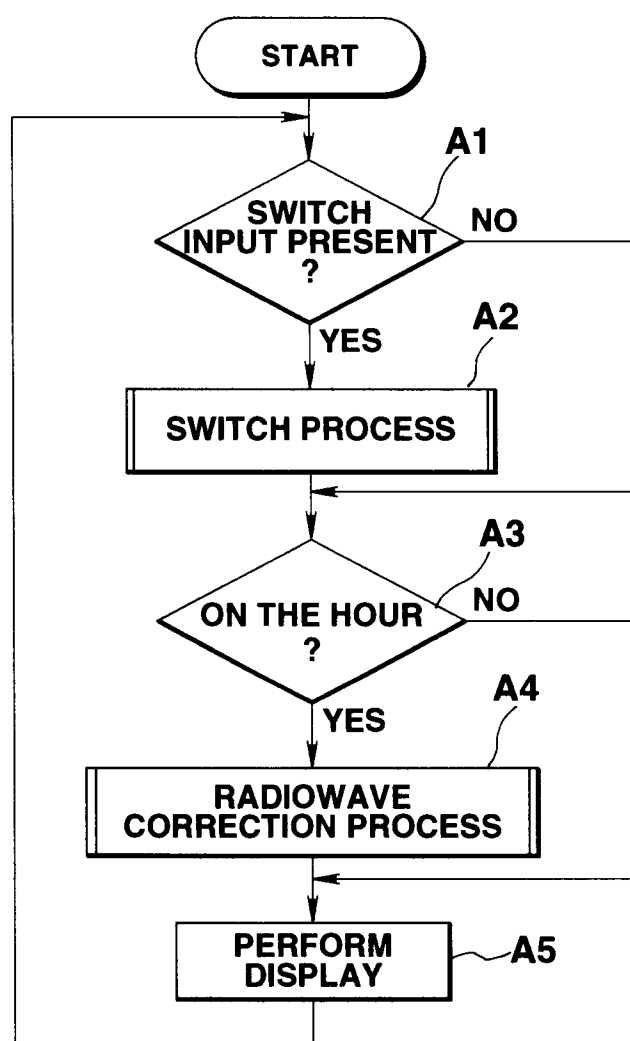 START
A1
SWITCH
INPUT PRESENT
?
NO
YES
A2
SWITCH PROCESS
A3
ON THE HOUR
?
NO
YES
A4
RADIOWAVE
CORRECTION PROCESS
PERFORM
DISPLAY
A5